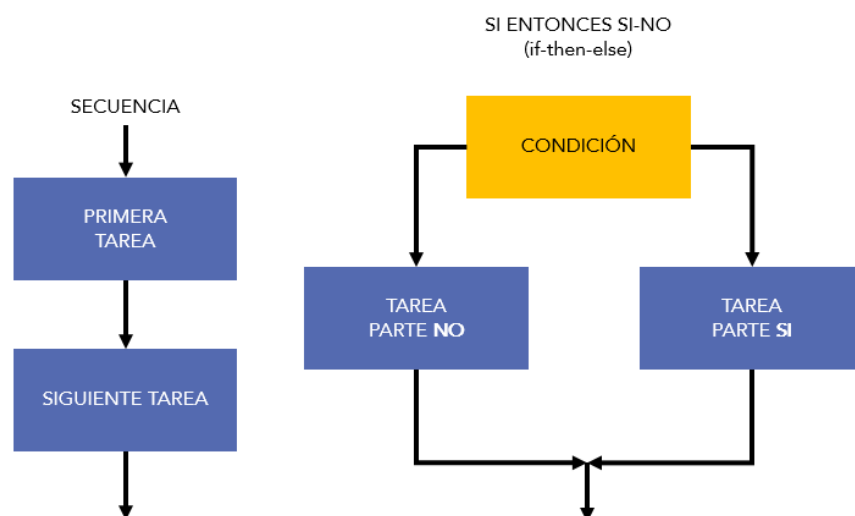 SECUENCIA
PRIMERA
TAREA
SIGUIENTE TAREA
SI ENTONCES SI-NO
(if-then-else)
CONDICIÓN
TAREA
PARTE NO
TAREA
PARTE SI